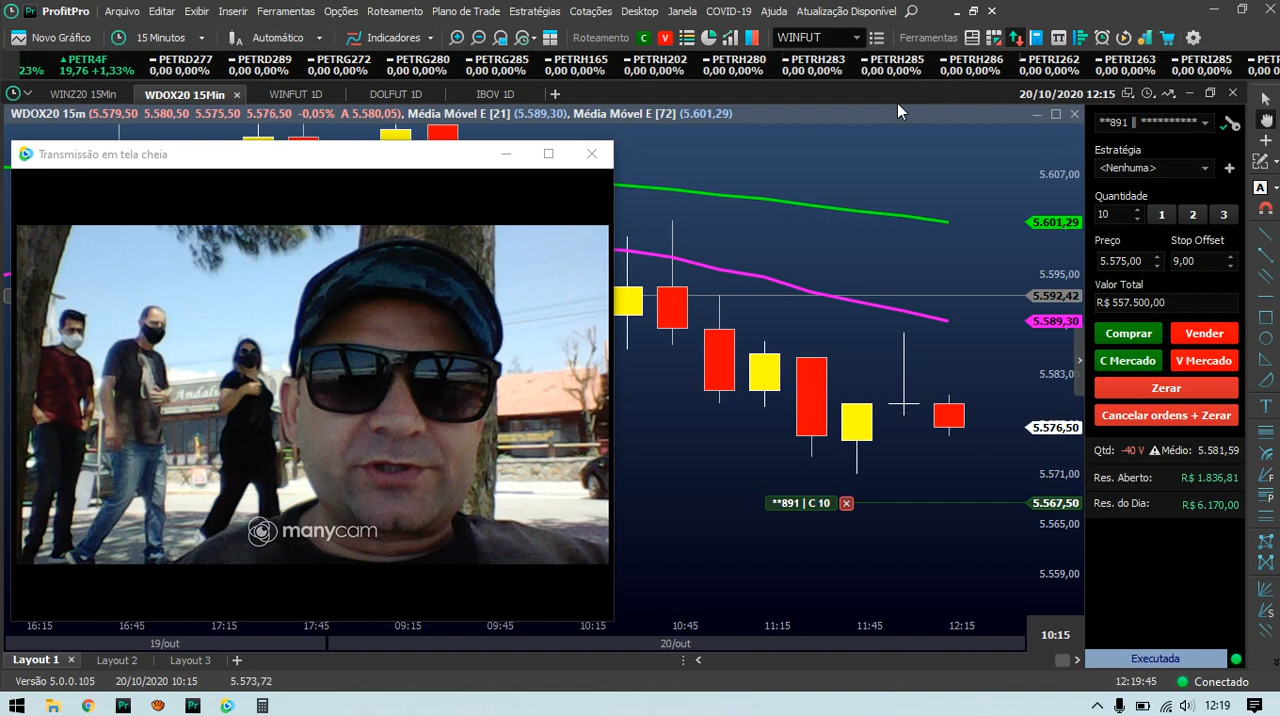 ProfitPro Arquivo Editar Exibir Inserir Ferramentas Opções Roteamento Plano de Trade Estratégias Cotações Desktop Janela COVID-19 Ajuda Atualização Disponível
Novo Gráfico 15 Minutos Automático Indicadores Roteamento C V WINFUT Ferramentas
PETR4F PETRD277 PETRD289 PETRG272 PETRG280 PETRG285 PETRH165 PETRH202 PETRH280 PETRH283 PETRH285 PETRH286 PETRI262 PETRI263 PETRI285 PETR
23% 19,76 +1,33% 0,00 0,00% 0,00 0,00% 0,00 0,00% 0,00 0,00% 0,00 0,00% 0,00 0,00% 0,00 0,00% 0,00 0,00% 0,00 0,00% 0,00 0,00% 0,00 0,00% 0,00 0,00% 0,00 0,00% 0,00 0,00% 0,00 0,
WINZ20 15Min WDOX20 15Min WINFUT 1D DOLFUT 1D IBOV 1D 20/10/2020 12:15
WDOX20 15m (5.579,50 5.580,50 5.575,50 5.576,50 -0,05% A 5.580,05), Média Móvel E [21] (5.589,30), Média Móvel E [72] (5.601,29)
Transmissão em tela cheia
Andaluz
manycam
5.607,00
5.601,29
5.595,00
5.592,42
5.589,30
5.583,00
5.576,50
5.571,00
**891 | C 10 5.567,50
5.565,00
5.559,00
**891 || **********
Estratégia
<Nenhuma>
Quantidade
10 1 2 3
Preço Stop Offset
5.575,00 9,00
Valor Total
R$ 557.500,00
Comprar Vender
C Mercado V Mercado
Zerar
Cancelar ordens + Zerar
Qtd: -40 V Médio: 5.581,59
Res. Aberto: R$ 1.836,81
Res. do Dia: R$ 6.170,00
16:15 16:45 17:15 17:45 09:15 09:45 10:15 10:45 11:15 11:45 12:15
10:15
19/out 20/out
Layout 1 Layout 2 Layout 3 Executada
Versão 5.0.0.105 20/10/2020 10:15 5.573,72 12:19:45 Conectado
12:19